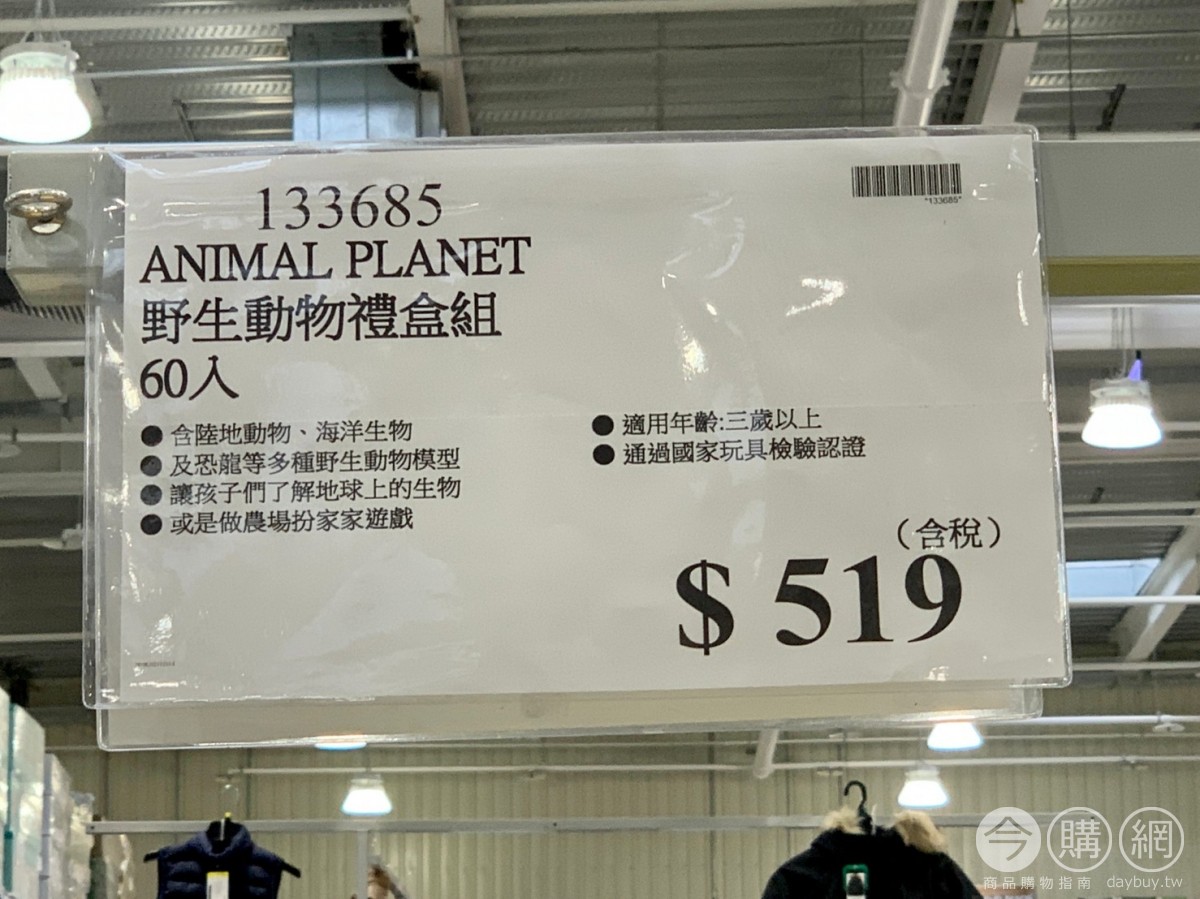 133685
"133685"
ANIMAL PLANET
野生動物禮盒組
60入
● 含陸地動物、海洋生物
● 及恐龍等多種野生動物模型
● 讓孩子們了解地球上的生物
● 或是做農場扮家家遊戲
● 適用年齡:三歲以上
● 通過國家玩具檢驗認證
(含稅)
$ 519
今購網
商品購物指南 daybuy.tw